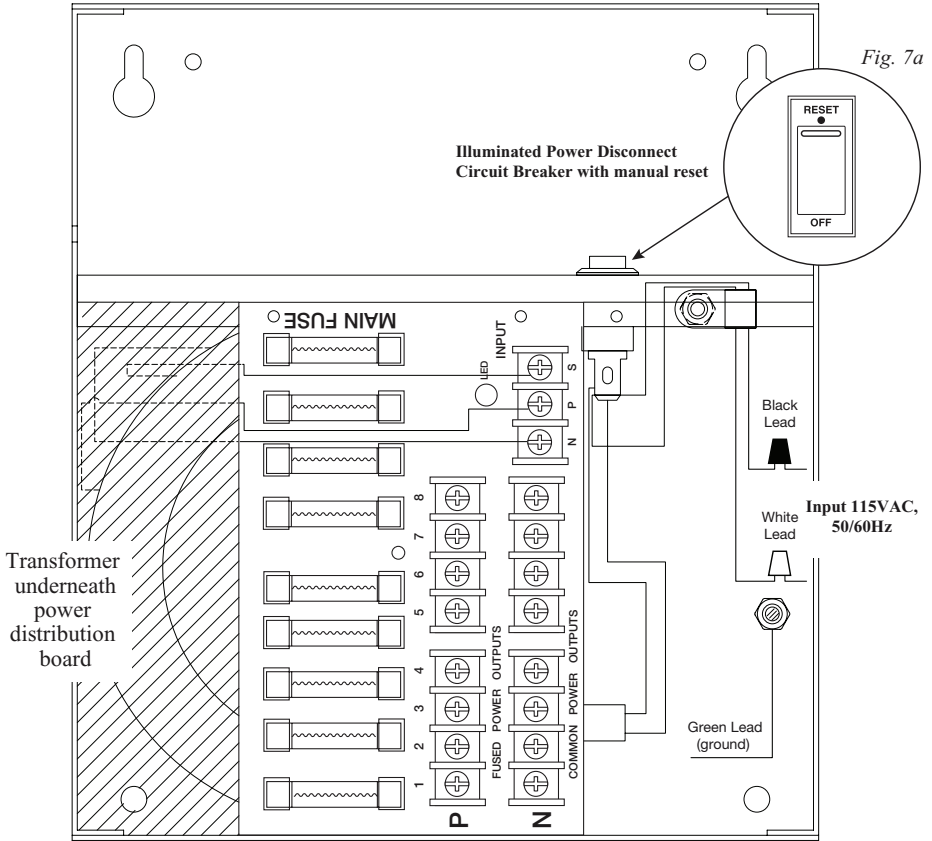 Fig. 7a
RESET
OFF
Illuminated Power Disconnect
Circuit Breaker with manual reset
MAIN FUSE
INPUT
LED
S
P
N
Black
Lead
Input 115VAC,
50/60Hz
White
Lead
Green Lead
(ground)
Transformer
underneath
power
distribution
board
8
7
6
5
4
3
2
1
FUSED POWER OUTPUTS
COMMON POWER OUTPUTS
P
N